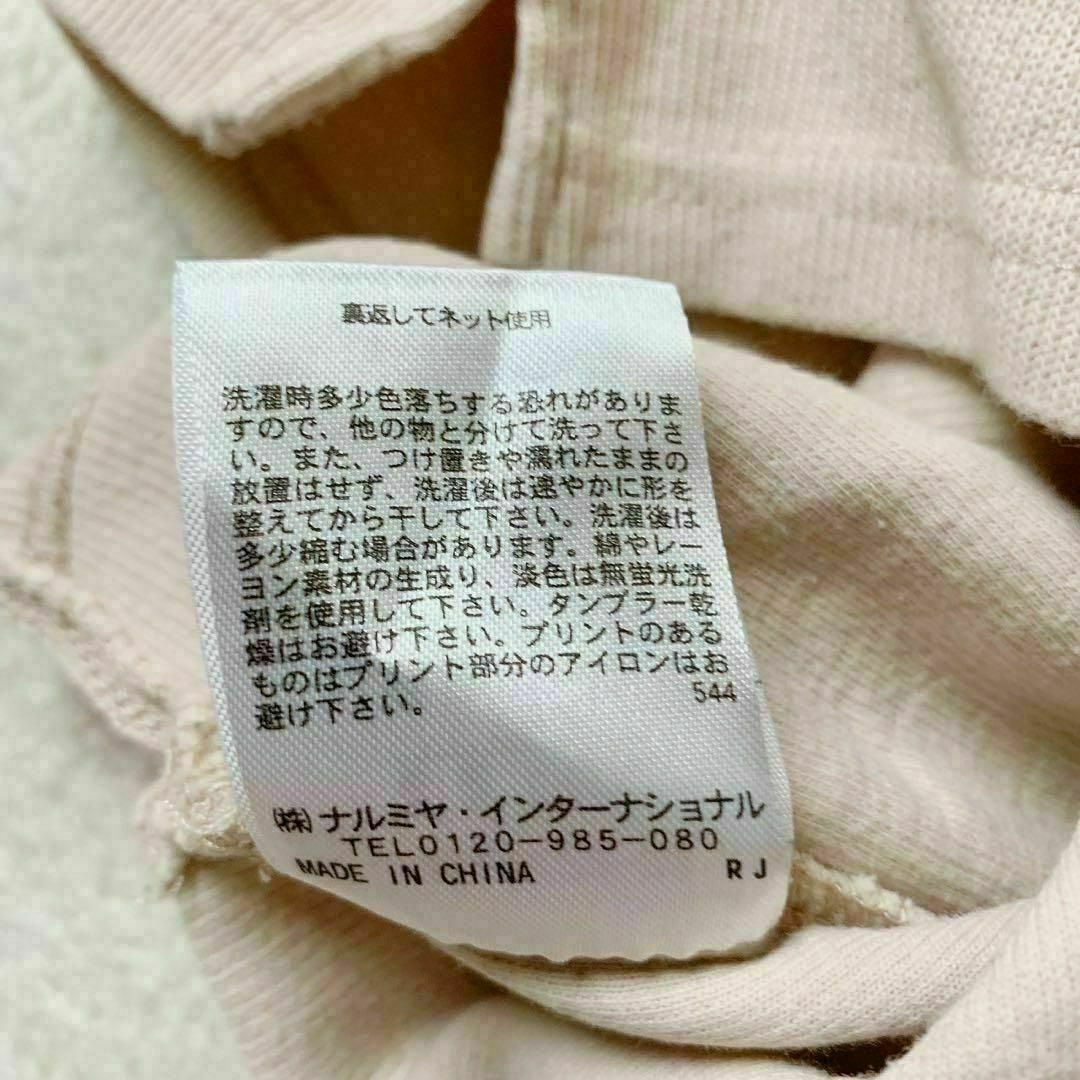 裏返してネット使用
洗濯時多少色落ちする恐れがありま
すので、他の物と分けて洗って下さ
い。また、つけ置きや濡れたままの
放置はせず、洗濯後は速やかに形を
整えてから干して下さい。洗濯後は
多少縮む場合があります。綿やレー
ヨン素材の生成り、淡色は無蛍光洗
剤を使用して下さい。タンブラー乾
燥はお避け下さい。プリントのある
ものはプリント部分のアイロンはお
避け下さい。 544
(株)ナルミヤ・インターナショナル
TEL0120-985-080
MADE IN CHINA RJ